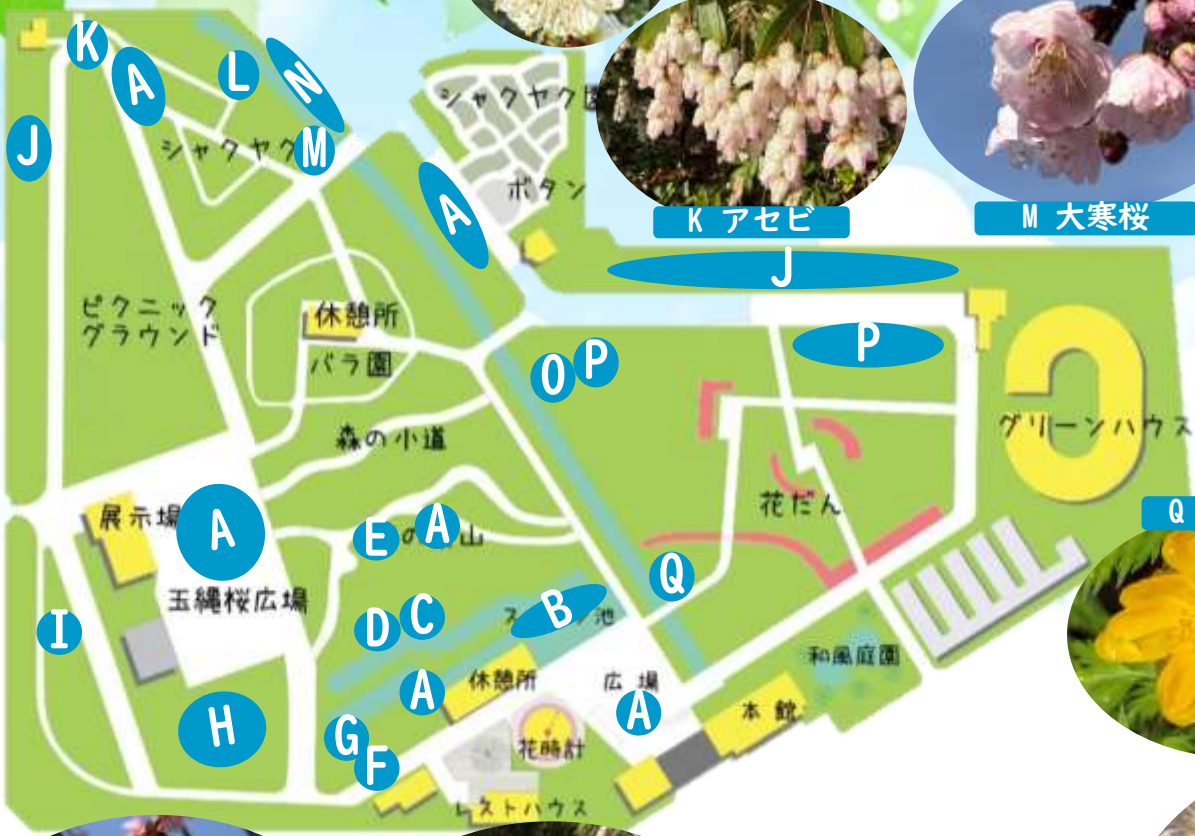 K
A
L
N
J
シャクヤク
M
シャクヤク園
ボタン
A
K アセビ
M 大寒桜
J
ピクニック
グラウンド
休憩所
バラ園
O
P
P
グリーンハウス
森の小道
花だん
展示場
A
E
A
山
Q
Q
玉縄桜広場
I
D
C
B
池
和風庭園
A
休憩所
広場
A
本館
H
G
F
花時計
レストハウス